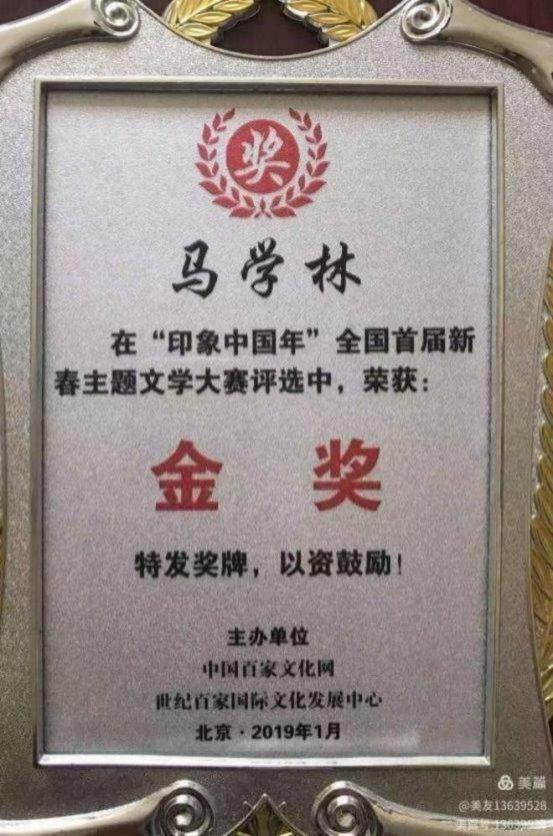 奖
马学林
在“印象中国年”全国首届新
春主题文学大赛评选中，荣获：
金 奖
特发奖牌，以资鼓励！
主办单位
中国百家文化网
世纪百家国际文化发展中心
北京·2019年1月
美篇
@美友13639528